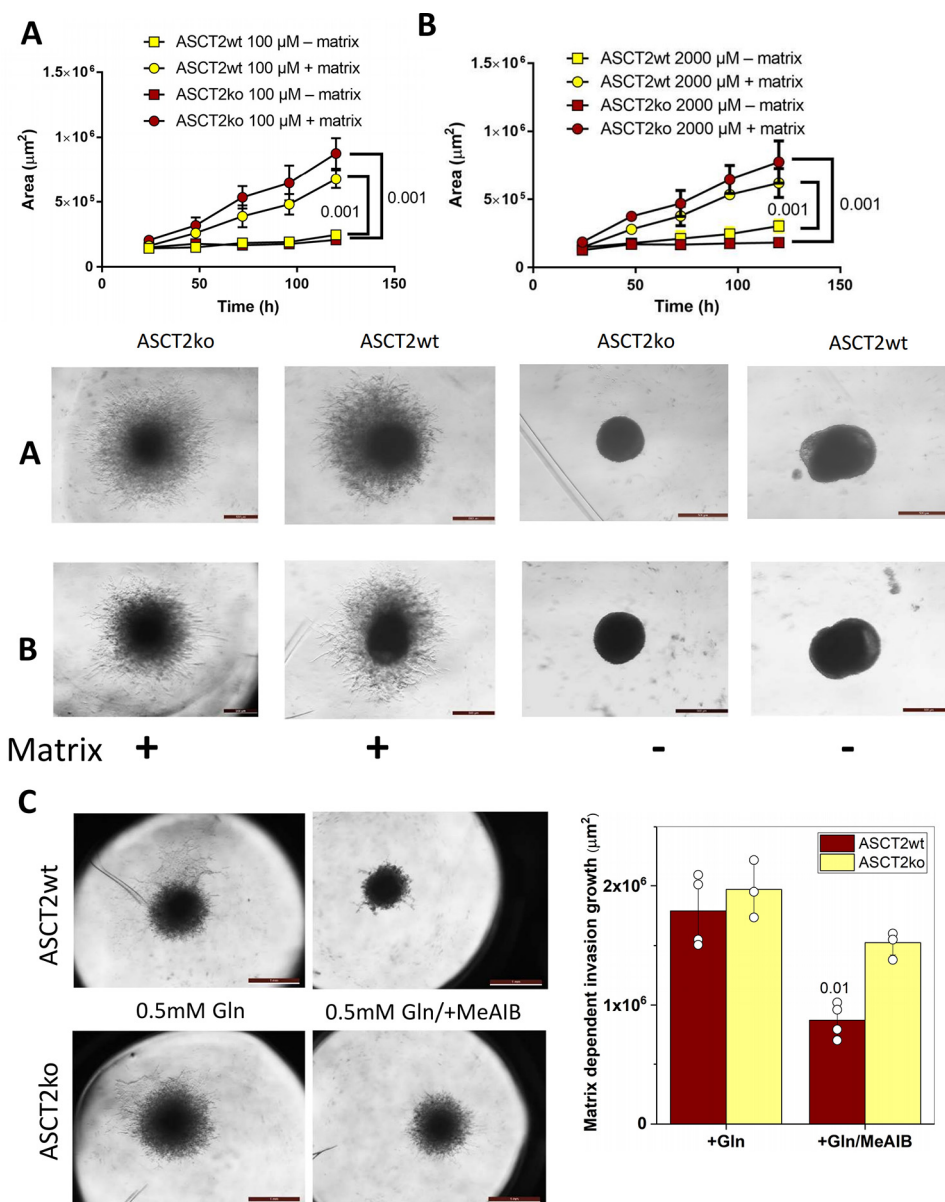 A
ASCT2wt 100 µM – matrix
ASCT2wt 100 µM + matrix
ASCT2ko 100 µM – matrix
ASCT2ko 100 µM + matrix
1.5×10⁶
1×10⁶
5×10⁵
0
Area (µm²)
0.001
0.001
0 50 100 150
Time (h)
B
ASCT2wt 2000 µM – matrix
ASCT2wt 2000 µM + matrix
ASCT2ko 2000 µM – matrix
ASCT2ko 2000 µM + matrix
1.5×10⁶
1×10⁶
5×10⁵
0
Area (µm²)
0.001
0.001
0 50 100 150
Time (h)
ASCT2ko ASCT2wt ASCT2ko ASCT2wt
A
B
Matrix + + - -
C
ASCT2wt
0.5mM Gln 0.5mM Gln/+MeAIB
ASCT2ko
Matrix dependent invasion growth (µm²)
2×10⁶
1×10⁶
0
ASCT2wt
ASCT2ko
0.01
+Gln +Gln/MeAIB